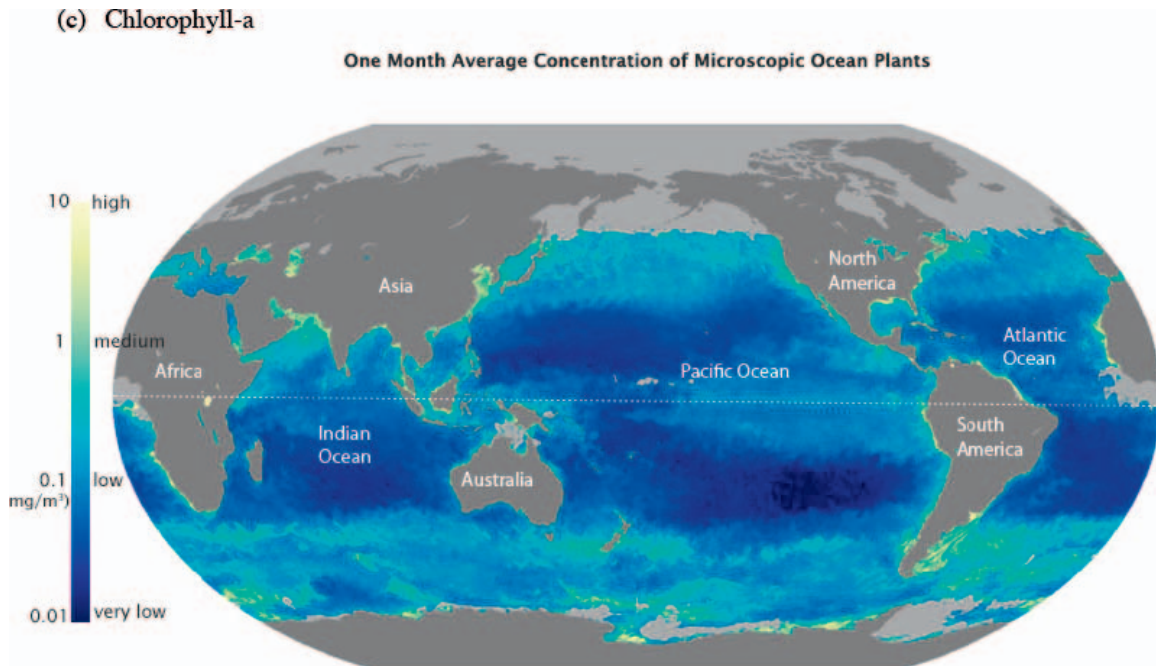 (c) Chlorophyll-a
One Month Average Concentration of Microscopic Ocean Plants
10 high
1 medium
0.1 low
(mg/m³)
0.01 very low
Asia
North
America
Africa
Pacific Ocean
Atlantic
Ocean
Indian
Ocean
Australia
South
America